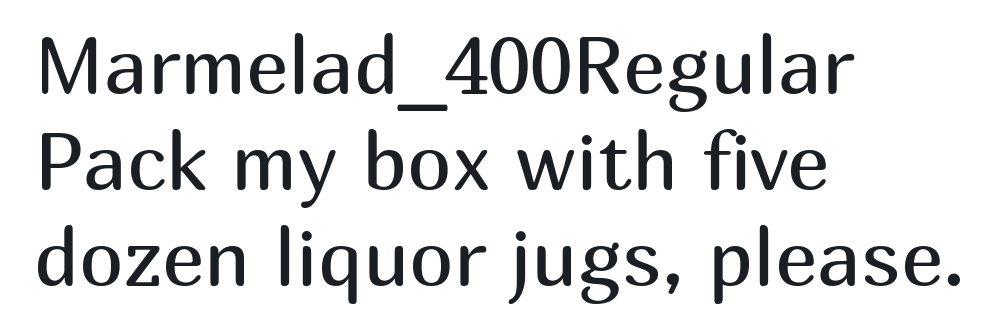 Marmelad_400Regular
Pack my box with five
dozen liquor jugs, please.